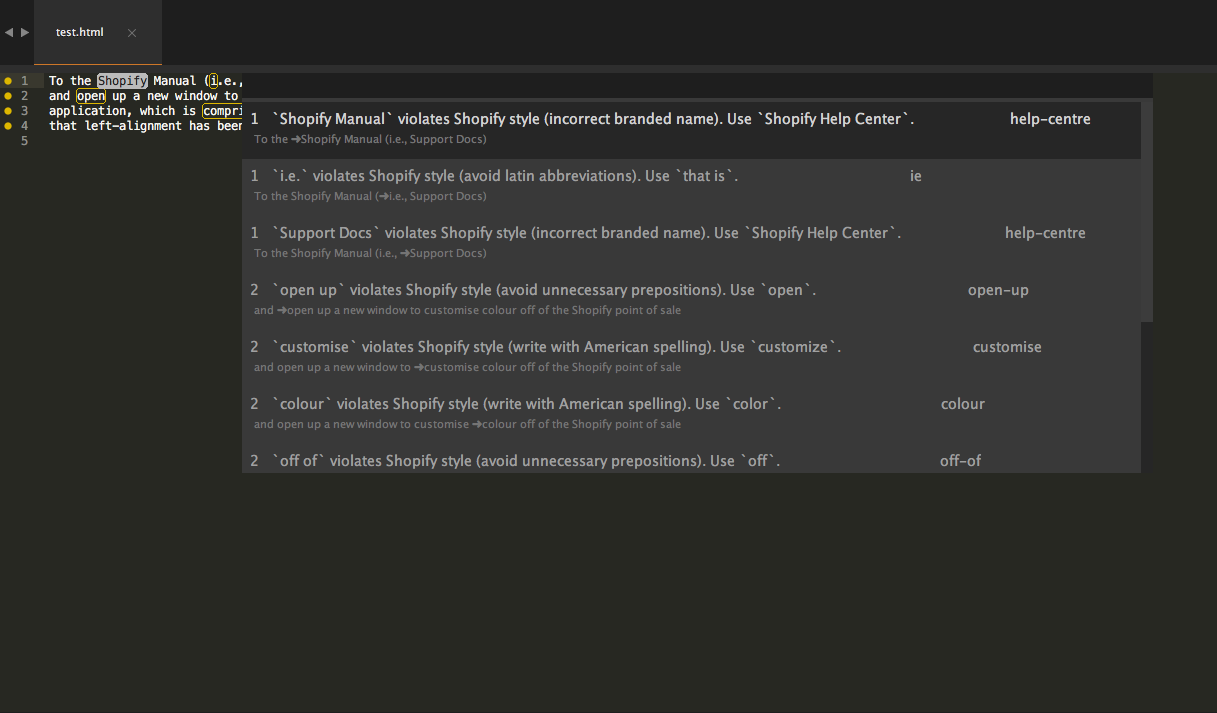 test.html
1 To the Shopify Manual (i.e.,
2 and open up a new window to
3 application, which is compri
4 that left-alignment has been
5
1 `Shopify Manual` violates Shopify style (incorrect branded name). Use `Shopify Help Center`. help-centre
To the ➔Shopify Manual (i.e., Support Docs)
1 `i.e.` violates Shopify style (avoid latin abbreviations). Use `that is`. ie
To the Shopify Manual (➔i.e., Support Docs)
1 `Support Docs` violates Shopify style (incorrect branded name). Use `Shopify Help Center`. help-centre
To the Shopify Manual (i.e., ➔Support Docs)
2 `open up` violates Shopify style (avoid unnecessary prepositions). Use `open`. open-up
and ➔open up a new window to customise colour off of the Shopify point of sale
2 `customise` violates Shopify style (write with American spelling). Use `customize`. customise
and open up a new window to ➔customise colour off of the Shopify point of sale
2 `colour` violates Shopify style (write with American spelling). Use `color`. colour
and open up a new window to customise ➔colour off of the Shopify point of sale
2 `off of` violates Shopify style (avoid unnecessary prepositions). Use `off`. off-of